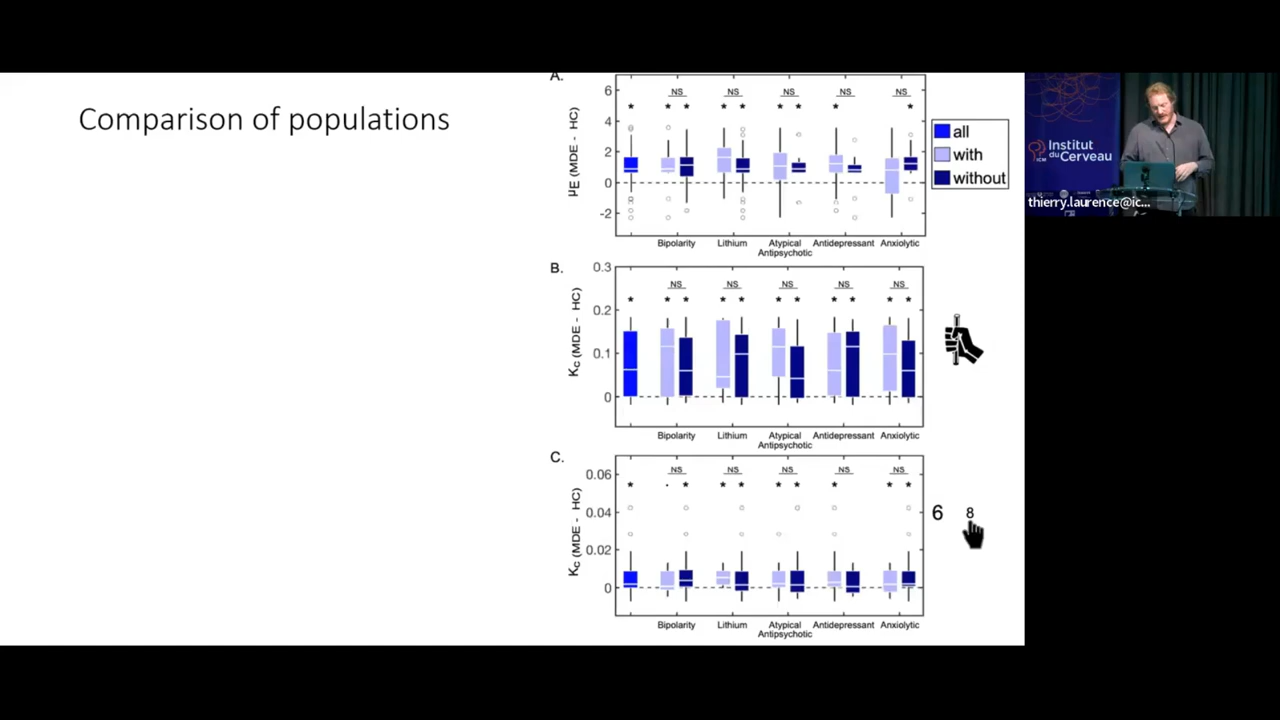 Comparison of populations
A.
μE (MDE - HC)
6
4
2
0
-2
NS NS NS NS NS
* * * * * * * *
Bipolarity Lithium Atypical Antipsychotic Antidepressant Anxiolytic
all
with
without
B.
KC (MDE - HC)
0.3
0.2
0.1
0
NS NS NS NS NS
* * * * * * * * * * *
Bipolarity Lithium Atypical Antipsychotic Antidepressant Anxiolytic
C.
KC (MDE - HC)
0.06
0.04
0.02
0
NS NS NS NS NS
* . * * * * * * * *
Bipolarity Lithium Atypical Antipsychotic Antidepressant Anxiolytic
6 8
Institut
du Cerveau
ICM
thierry.laurence@ic...